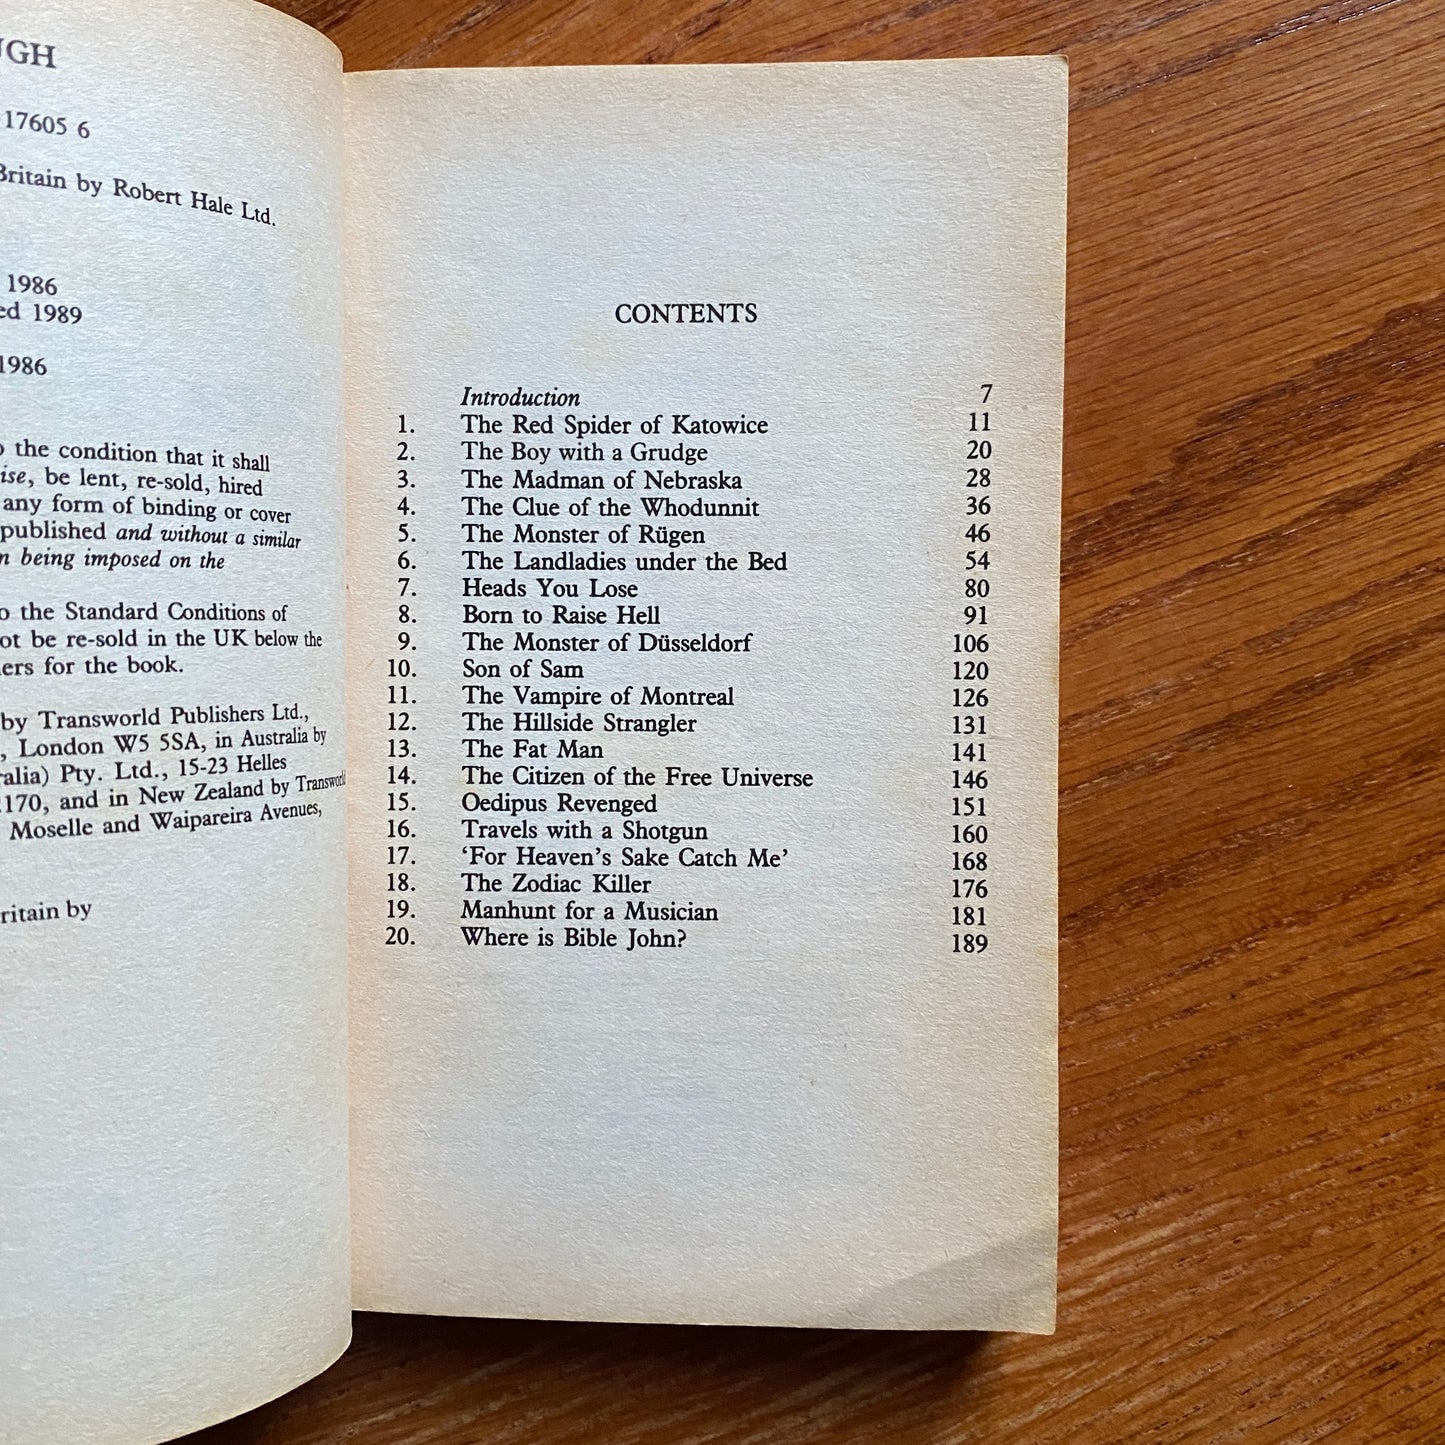 UGH
17605 6
Britain by Robert Hale Ltd.
1986
ed 1989
1986
o the condition that it shall
ise, be lent, re-sold, hired
any form of binding or cover
published and without a similar
n being imposed on the
o the Standard Conditions of
ot be re-sold in the UK below the
ers for the book.
by Transworld Publishers Ltd.,
, London W5 5SA, in Australia by
ralia) Pty. Ltd., 15-23 Helles
2170, and in New Zealand by Transworld
Moselle and Waipareira Avenues,
ritain by
CONTENTS
Introduction 7
1. The Red Spider of Katowice 11
2. The Boy with a Grudge 20
3. The Madman of Nebraska 28
4. The Clue of the Whodunnit 36
5. The Monster of Rügen 46
6. The Landladies under the Bed 54
7. Heads You Lose 80
8. Born to Raise Hell 91
9. The Monster of Düsseldorf 106
10. Son of Sam 120
11. The Vampire of Montreal 126
12. The Hillside Strangler 131
13. The Fat Man 141
14. The Citizen of the Free Universe 146
15. Oedipus Revenged 151
16. Travels with a Shotgun 160
17. ‘For Heaven’s Sake Catch Me’ 168
18. The Zodiac Killer 176
19. Manhunt for a Musician 181
20. Where is Bible John? 189